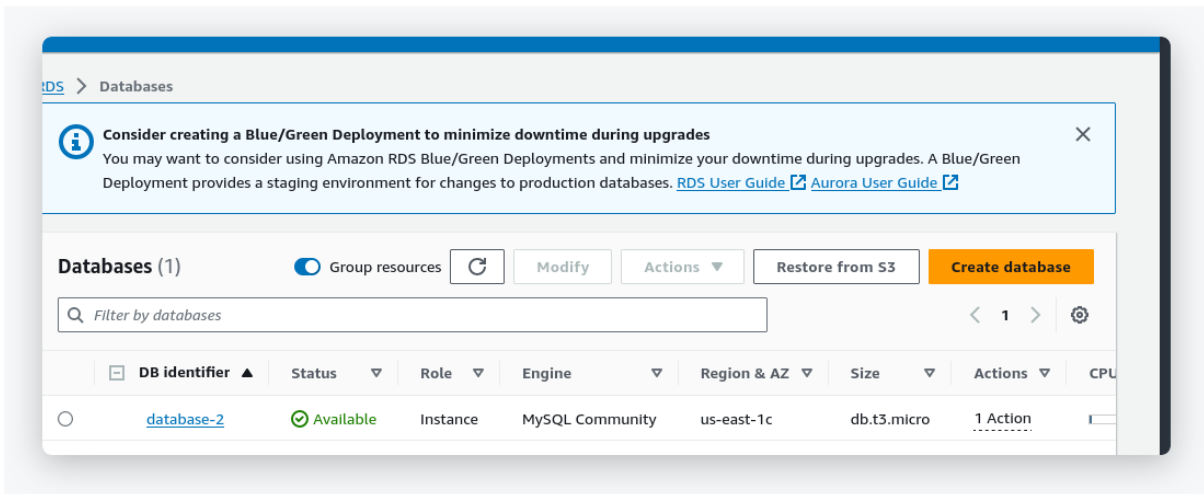 RDS > Databases
Consider creating a Blue/Green Deployment to minimize downtime during upgrades
You may want to consider using Amazon RDS Blue/Green Deployments and minimize your downtime during upgrades. A Blue/Green
Deployment provides a staging environment for changes to production databases. RDS User Guide Aurora User Guide
Databases (1) Group resources Modify Actions Restore from S3 Create database
Filter by databases 1
DB identifier Status Role Engine Region & AZ Size Actions CPU
database-2 Available Instance MySQL Community us-east-1c db.t3.micro 1 Action